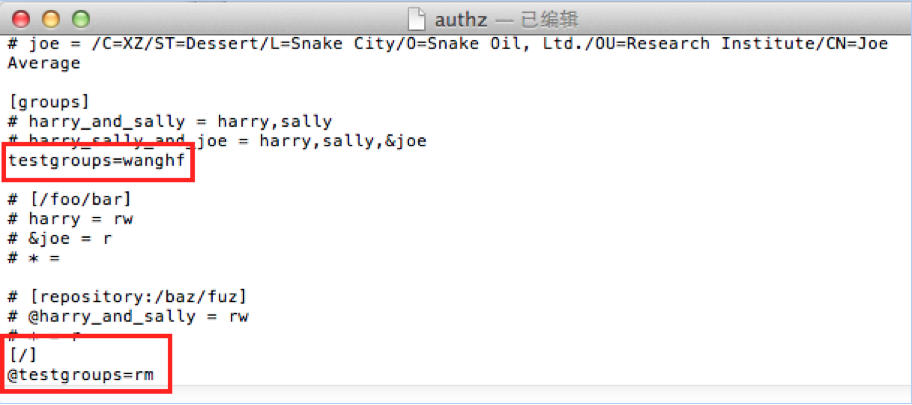 authz — 已编辑
# joe = /C=XZ/ST=Dessert/L=Snake City/O=Snake Oil, Ltd./OU=Research Institute/CN=Joe
Average
[groups]
# harry_and_sally = harry,sally
# harry_sally_and_joe = harry,sally,&joe
testgroups=wanghf
# [/foo/bar]
# harry = rw
# &joe = r
# * =
# [repository:/baz/fuz]
# @harry_and_sally = rw
# * = r
[/]
@testgroups=rm